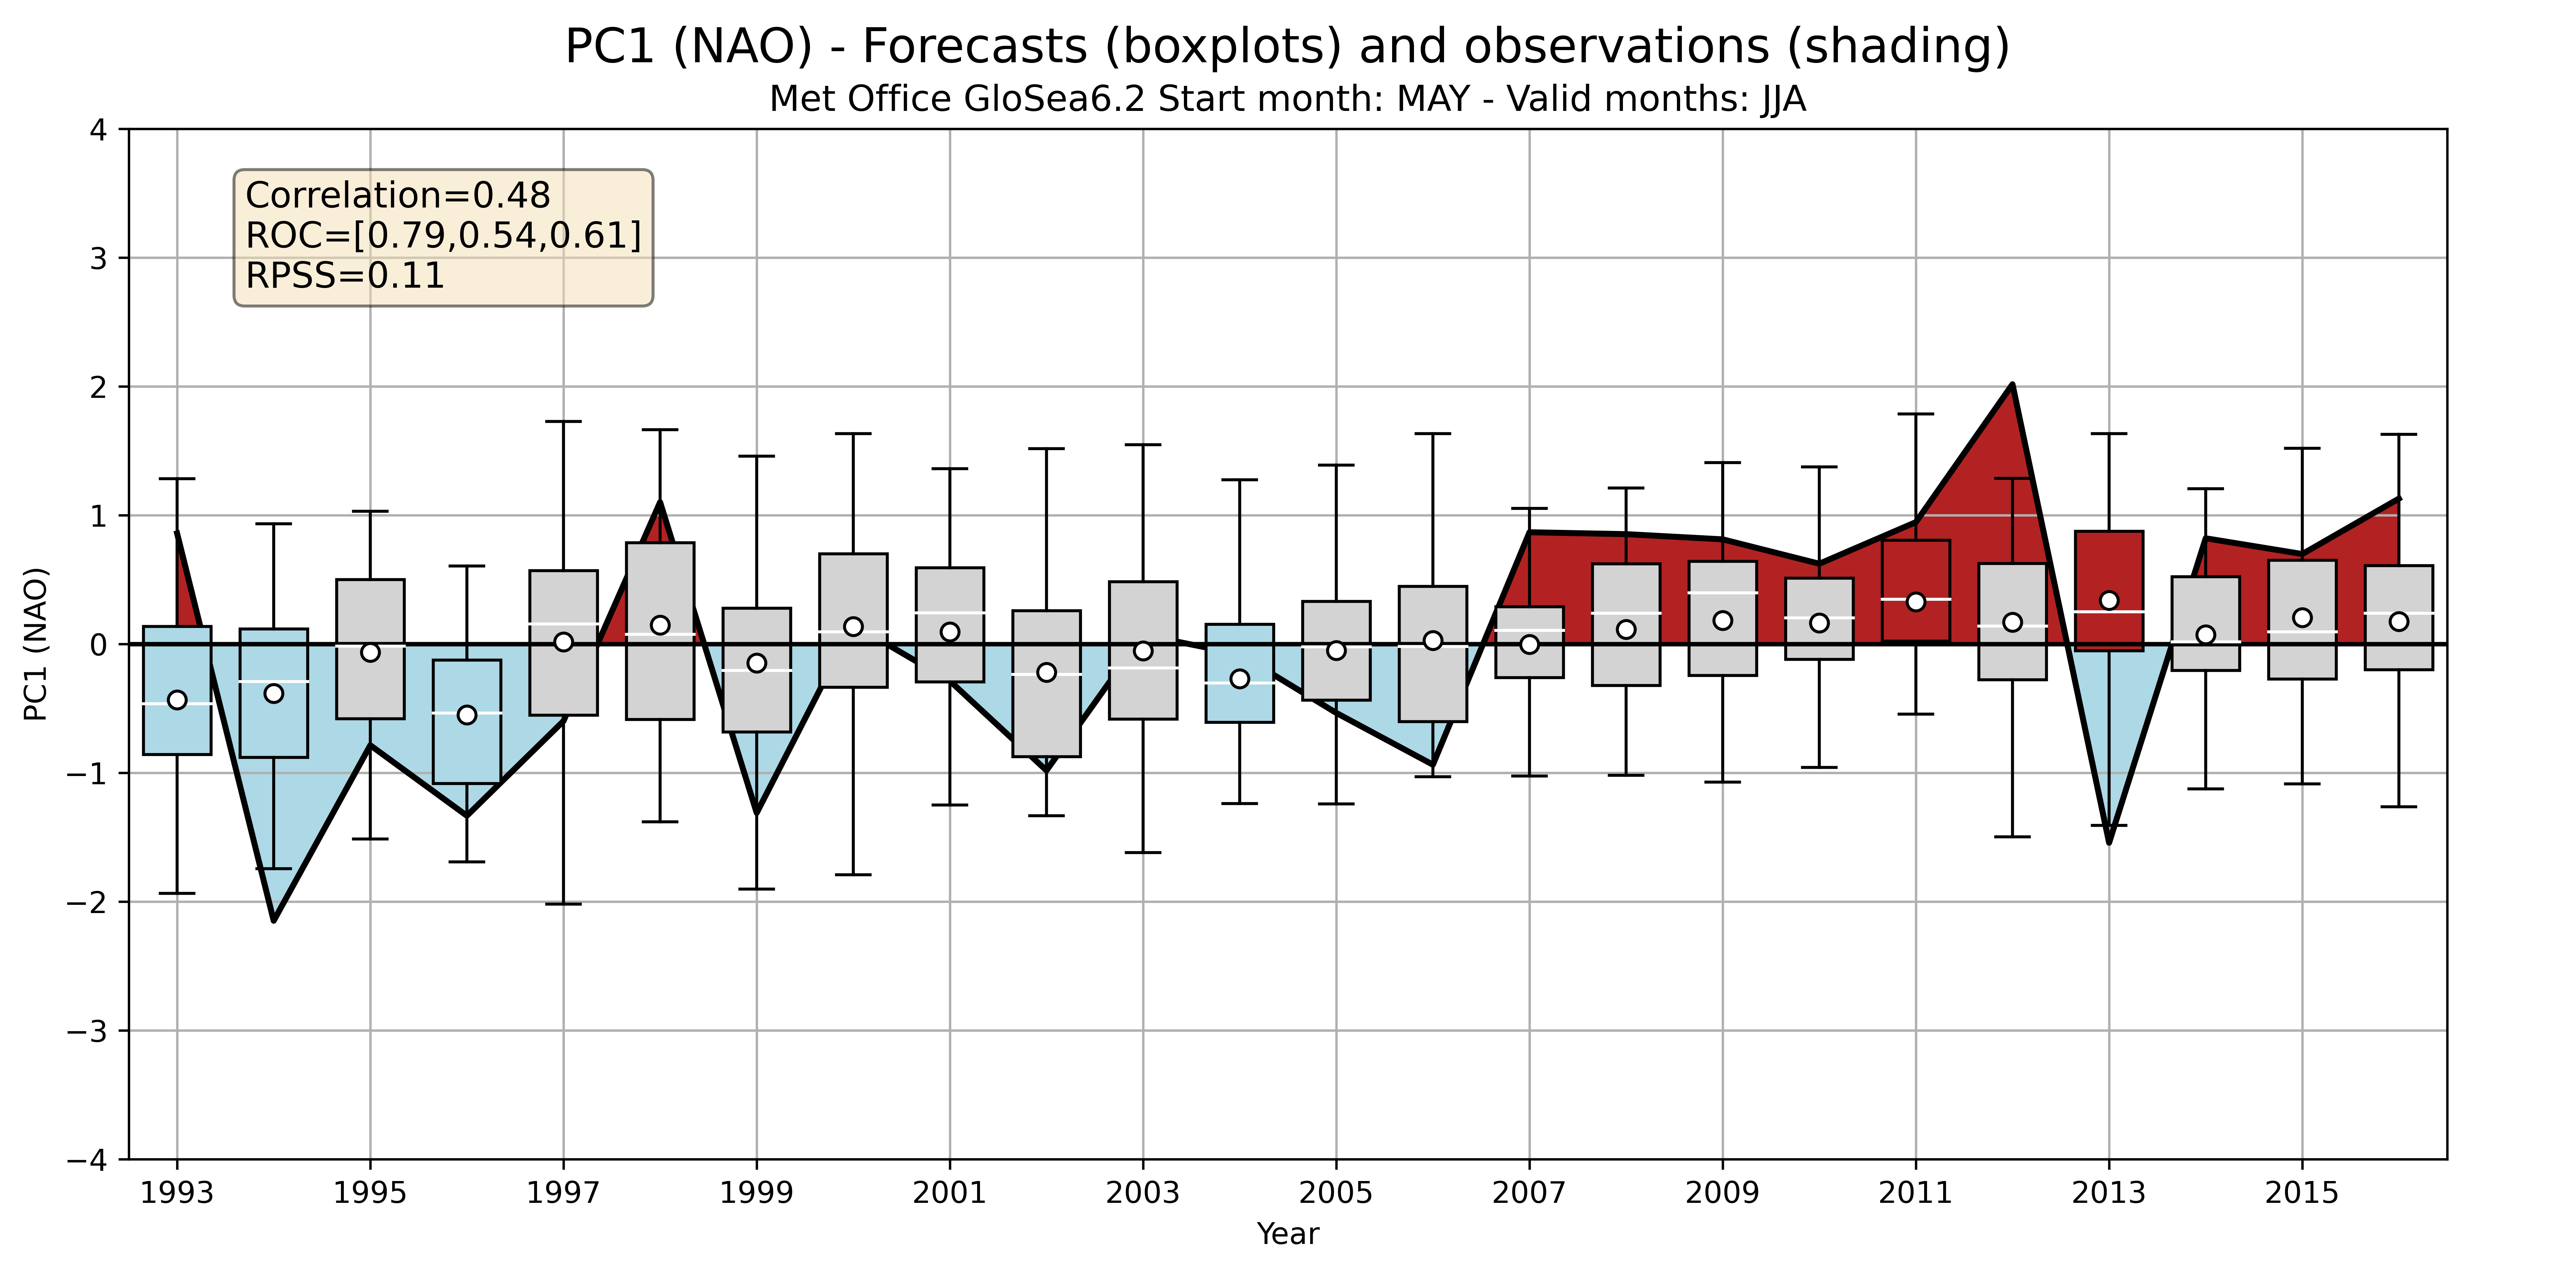 PC1 (NAO) - Forecasts (boxplots) and observations (shading)
Met Office GloSea6.2 Start month: MAY - Valid months: JJA
Correlation=0.48
ROC=[0.79,0.54,0.61]
RPSS=0.11
PC1 (NAO)
4
3
2
1
0
−1
−2
−3
−4
1993 1995 1997 1999 2001 2003 2005 2007 2009 2011 2013 2015
Year